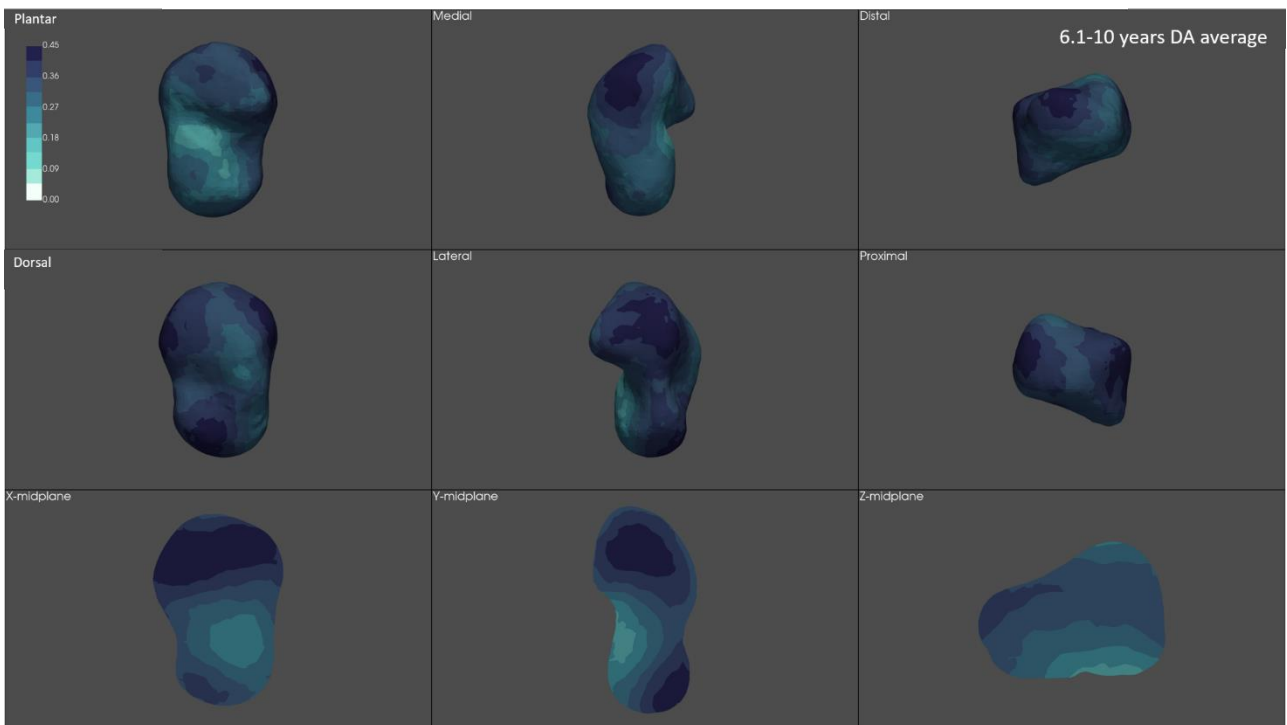 Plantar
Medial
Distal
6.1-10 years DA average
0.45
0.36
0.27
0.18
0.09
0.00
Dorsal
Lateral
Proximal
X-midplane
Y-midplane
Z-midplane